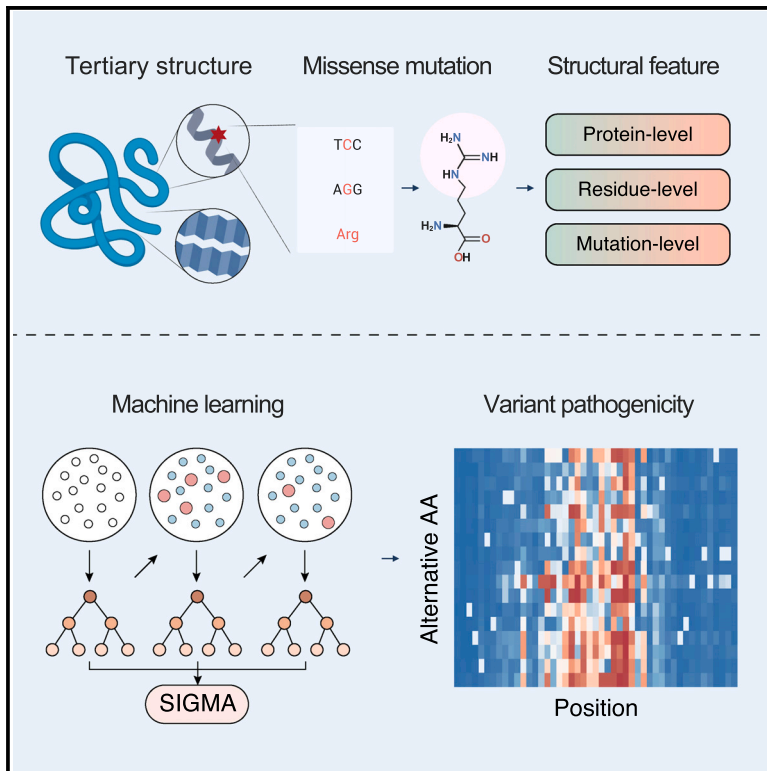 Tertiary structure
Missense mutation
Structural feature
TCC
AGG
Arg
H₂N
NH
HN
H₂N
O
OH
Protein-level
Residue-level
Mutation-level
Machine learning
Variant pathogenicity
SIGMA
Alternative AA
Position